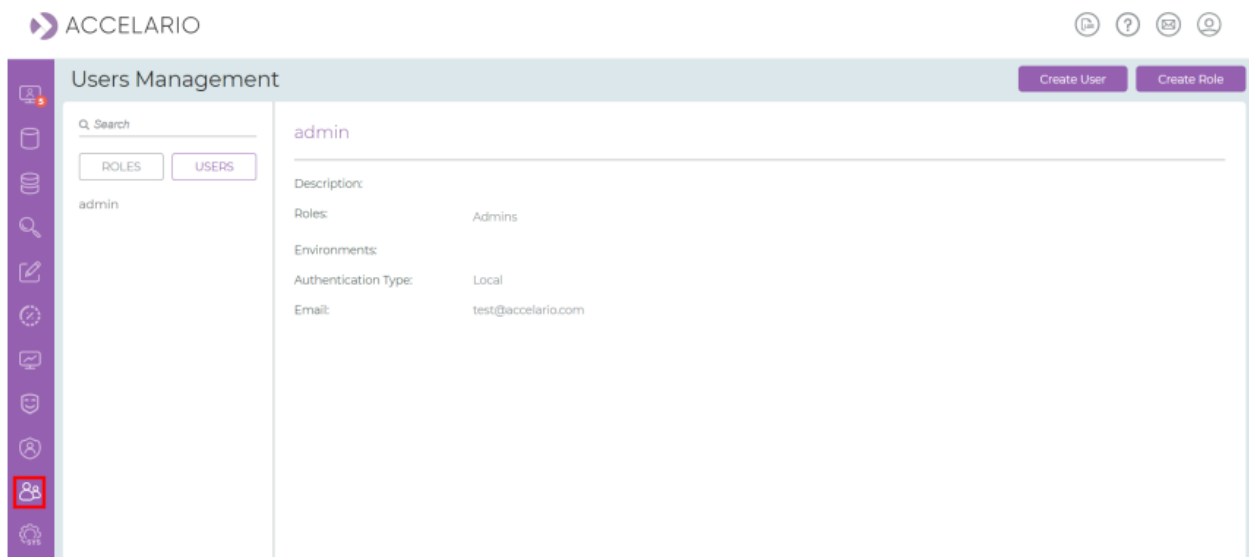 ACCELARIO
Users Management
Create User
Create Role
5
Search
ROLES
USERS
admin
admin
Description:
Roles: Admins
Environments:
Authentication Type: Local
Email: test@accelario.com
SYS